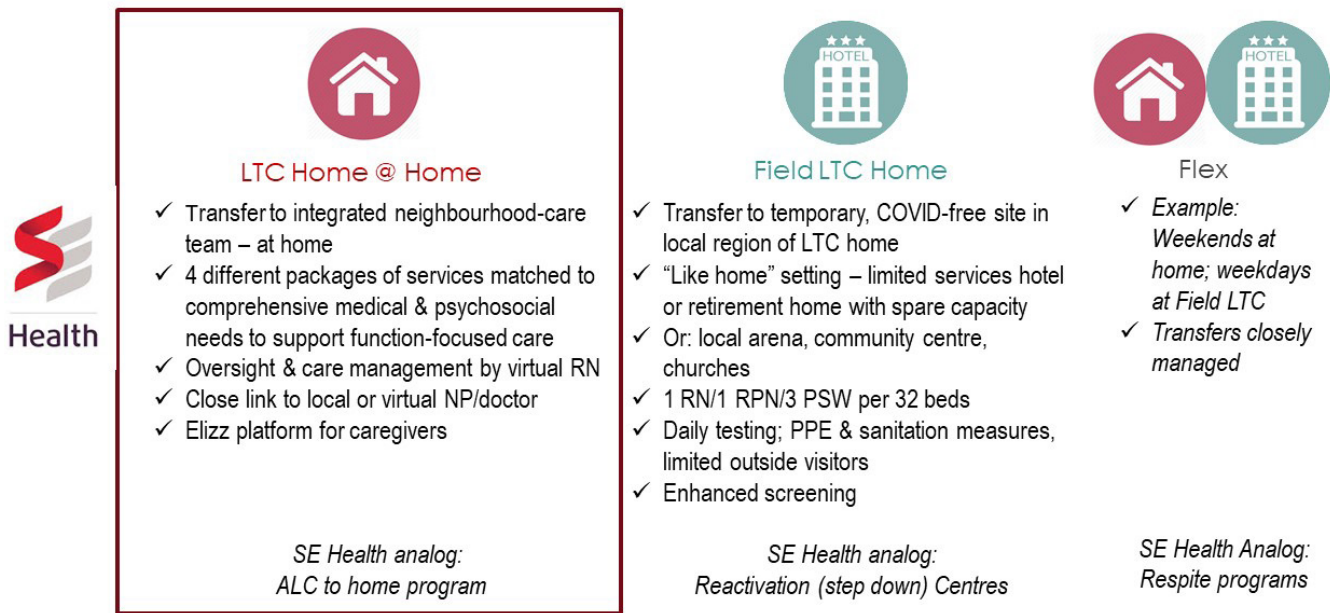 SE
Health
LTC Home @ Home
✓ Transfer to integrated neighbourhood-care
team – at home
✓ 4 different packages of services matched to
comprehensive medical & psychosocial
needs to support function-focused care
✓ Oversight & care management by virtual RN
✓ Close link to local or virtual NP/doctor
✓ Elizz platform for caregivers
SE Health analog:
ALC to home program
HOTEL
Field LTC Home
✓ Transfer to temporary, COVID-free site in
local region of LTC home
✓ “Like home” setting – limited services hotel
or retirement home with spare capacity
✓ Or: local arena, community centre,
churches
✓ 1 RN/1 RPN/3 PSW per 32 beds
✓ Daily testing; PPE & sanitation measures,
limited outside visitors
✓ Enhanced screening
SE Health analog:
Reactivation (step down) Centres
HOTEL
Flex
✓ Example:
Weekends at
home; weekdays
at Field LTC
✓ Transfers closely
managed
SE Health Analog:
Respite programs